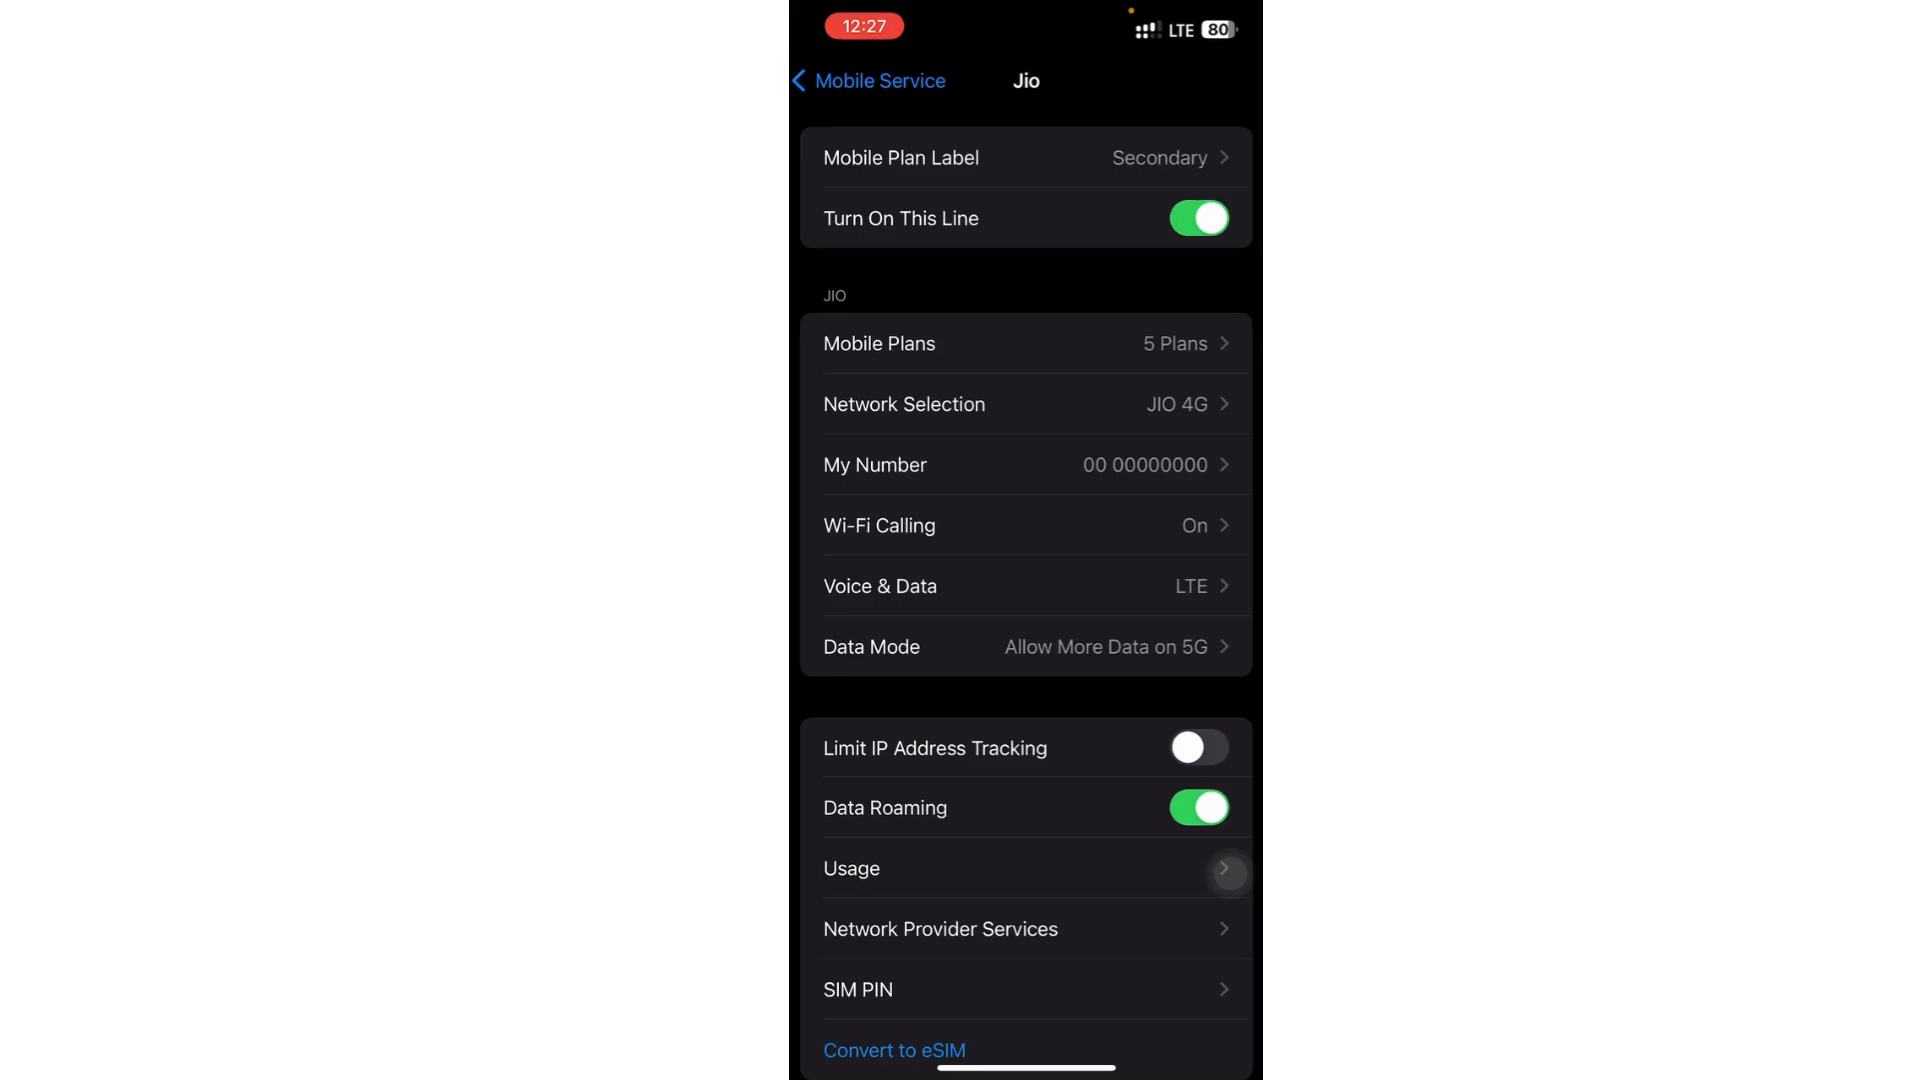 12:27
LTE 80
Mobile Service
Jio
Mobile Plan Label Secondary
Turn On This Line
JIO
Mobile Plans 5 Plans
Network Selection JIO 4G
My Number 00 00000000
Wi-Fi Calling On
Voice & Data LTE
Data Mode Allow More Data on 5G
Limit IP Address Tracking
Data Roaming
Usage
Network Provider Services
SIM PIN
Convert to eSIM